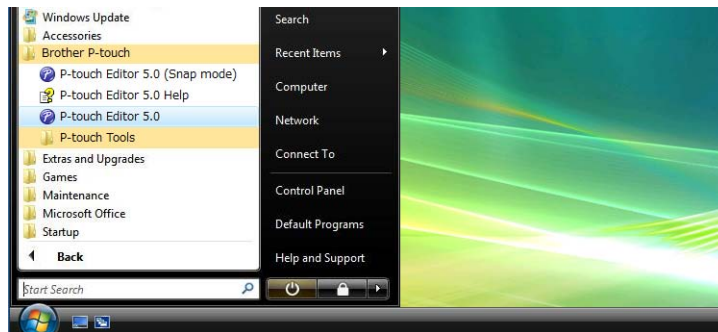 Windows Update
Accessories
Brother P-touch
P-touch Editor 5.0 (Snap mode)
P-touch Editor 5.0 Help
P-touch Editor 5.0
P-touch Tools
Extras and Upgrades
Games
Maintenance
Microsoft Office
Startup
Back
Start Search
Search
Recent Items
Computer
Network
Connect To
Control Panel
Default Programs
Help and Support